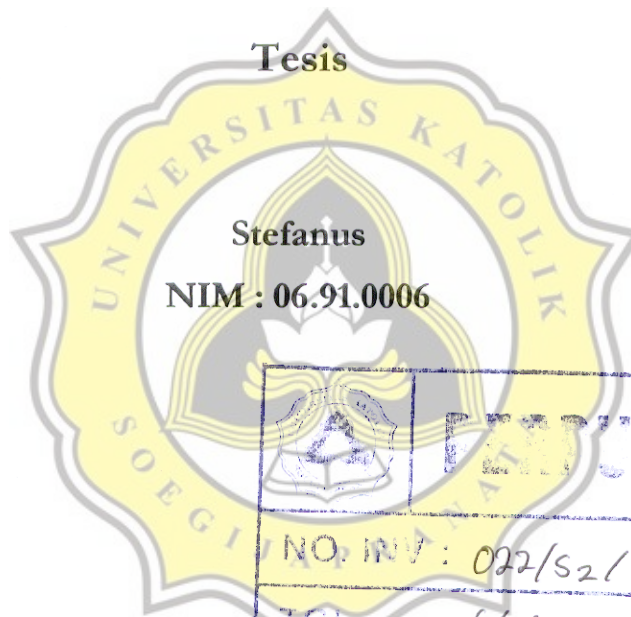 Tesis
UNIVERSITAS KATOLIK
Stefanus
NIM : 06.91.0006
SOEGIJAPRANATA
NO. INV : 022/S2/